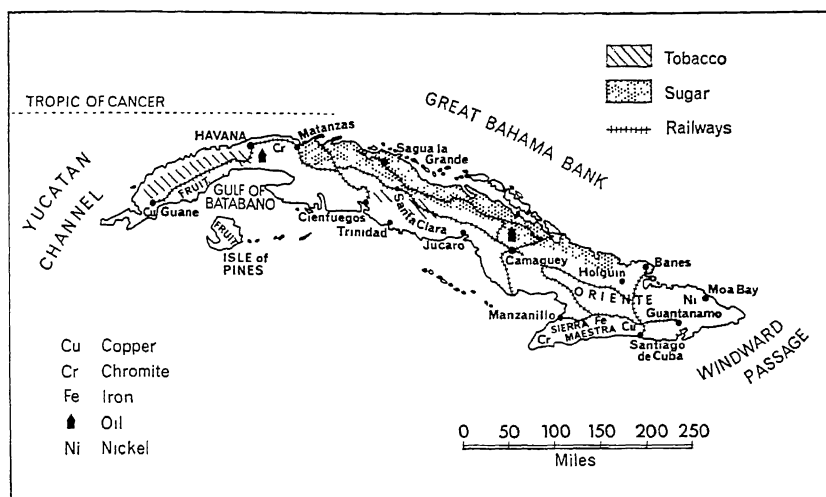 Tobacco
Sugar
Railways
TROPIC OF CANCER
GREAT BAHAMA BANK
YUCATAN
CHANNEL
HAVANA
Cr
Matanzas
Sagua la
Grande
FRUIT
Cu Guane
GULF OF
BATABANO
FRUIT
ISLE of
PINES
Cienfuegos
Trinidad
Santa Clara
Jucaro
Camaguey
Holguin
Banes
ORIENTE
Ni
Moa Bay
Guantanamo
Manzanillo
SIERRA Fe
MAESTRA
Cu
Cr
Santiago
de Cuba
WINDWARD
PASSAGE
Cu Copper
Cr Chromite
Fe Iron
Oil
Ni Nickel
0 50 100 150 200 250
Miles